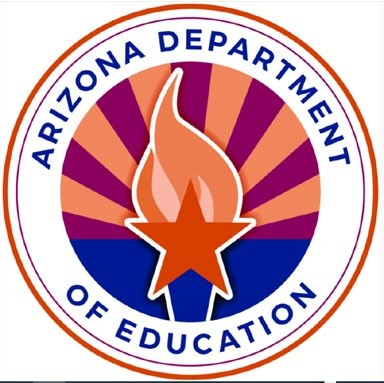 ARIZONA DEPARTMENT
OF EDUCATION